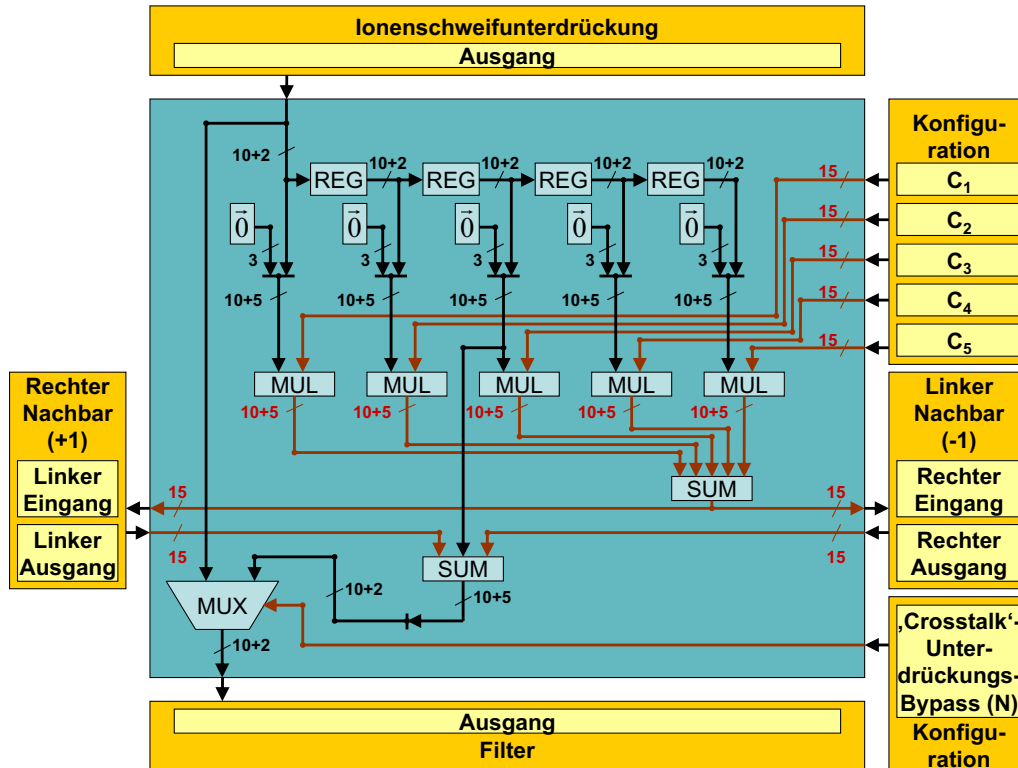 Ionenschweifunterdrückung
Ausgang
Konfigu-
ration
C1
C2
C3
C4
C5
10+2
10+2
10+2
10+2
10+2
REG
REG
REG
REG
0
0
0
0
0
3
3
3
3
3
10+5
10+5
10+5
10+5
10+5
15
15
15
15
15
MUL
MUL
MUL
MUL
MUL
10+5
10+5
10+5
10+5
10+5
SUM
Rechter
Nachbar
(+1)
Linker
Eingang
Linker
Ausgang
Linker
Nachbar
(-1)
Rechter
Eingang
Rechter
Ausgang
15
15
15
15
SUM
10+2
10+5
MUX
10+2
‚Crosstalk‘-
Unter-
drückungs-
Bypass (N)
Konfigu-
ration
Ausgang
Filter